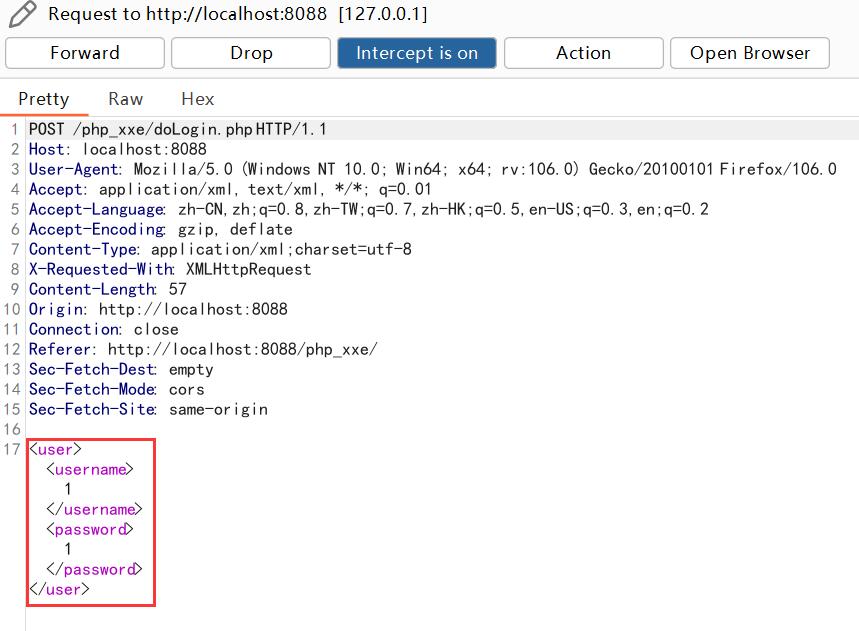 Request to http://localhost:8088 [127.0.0.1]
Forward Drop Intercept is on Action Open Browser
Pretty Raw Hex
1 POST /php_xxe/doLogin.php HTTP/1.1
2 Host: localhost:8088
3 User-Agent: Mozilla/5.0 (Windows NT 10.0; Win64; x64; rv:106.0) Gecko/20100101 Firefox/106.0
4 Accept: application/xml, text/xml, */*; q=0.01
5 Accept-Language: zh-CN,zh;q=0.8,zh-TW;q=0.7,zh-HK;q=0.5,en-US;q=0.3,en;q=0.2
6 Accept-Encoding: gzip, deflate
7 Content-Type: application/xml;charset=utf-8
8 X-Requested-With: XMLHttpRequest
9 Content-Length: 57
10 Origin: http://localhost:8088
11 Connection: close
12 Referer: http://localhost:8088/php_xxe/
13 Sec-Fetch-Dest: empty
14 Sec-Fetch-Mode: cors
15 Sec-Fetch-Site: same-origin
16
17 <user>
<username>
1
</username>
<password>
1
</password>
</user>